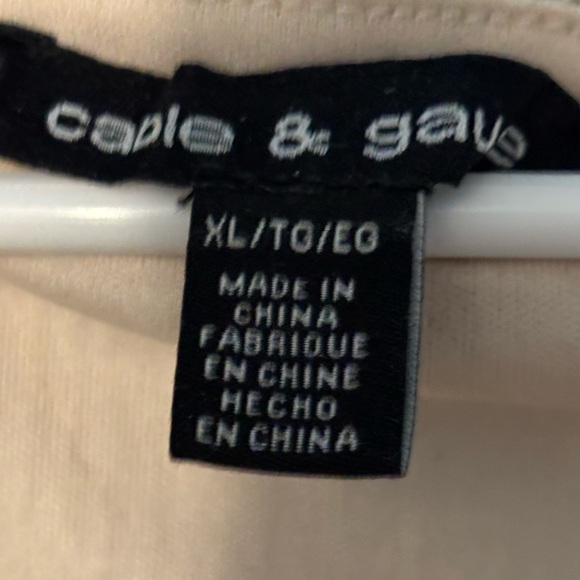 cable & gauge
XL/TG/EG
MADE IN
CHINA
FABRIQUE
EN CHINE
HECHO
EN CHINA